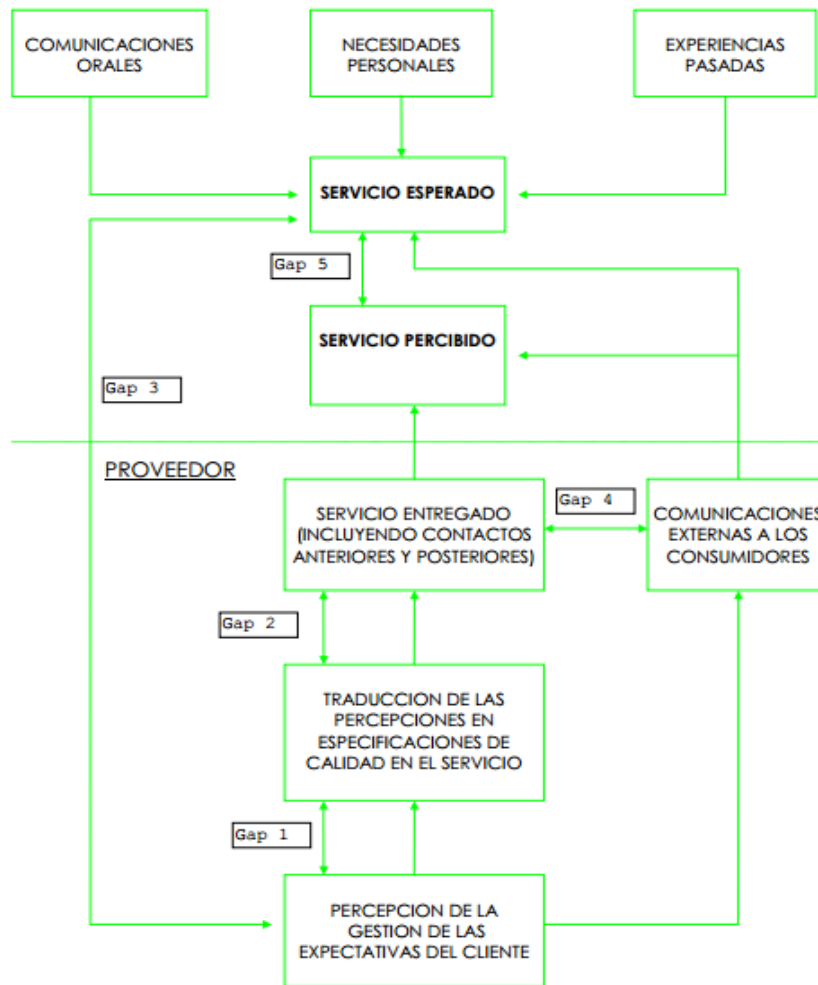 COMUNICACIONES
ORALES
NECESIDADES
PERSONALES
EXPERIENCIAS
PASADAS
SERVICIO ESPERADO
Gap 5
SERVICIO PERCIBIDO
Gap 3
PROVEEDOR
SERVICIO ENTREGADO
(INCLUYENDO CONTACTOS
ANTERIORES Y POSTERIORES)
Gap 4
COMUNICACIONES
EXTERNAS A LOS
CONSUMIDORES
Gap 2
TRADUCCION DE LAS
PERCEPCIONES EN
ESPECIFICACIONES DE
CALIDAD EN EL SERVICIO
Gap 1
PERCEPCION DE LA
GESTION DE LAS
EXPECTATIVAS DEL CLIENTE